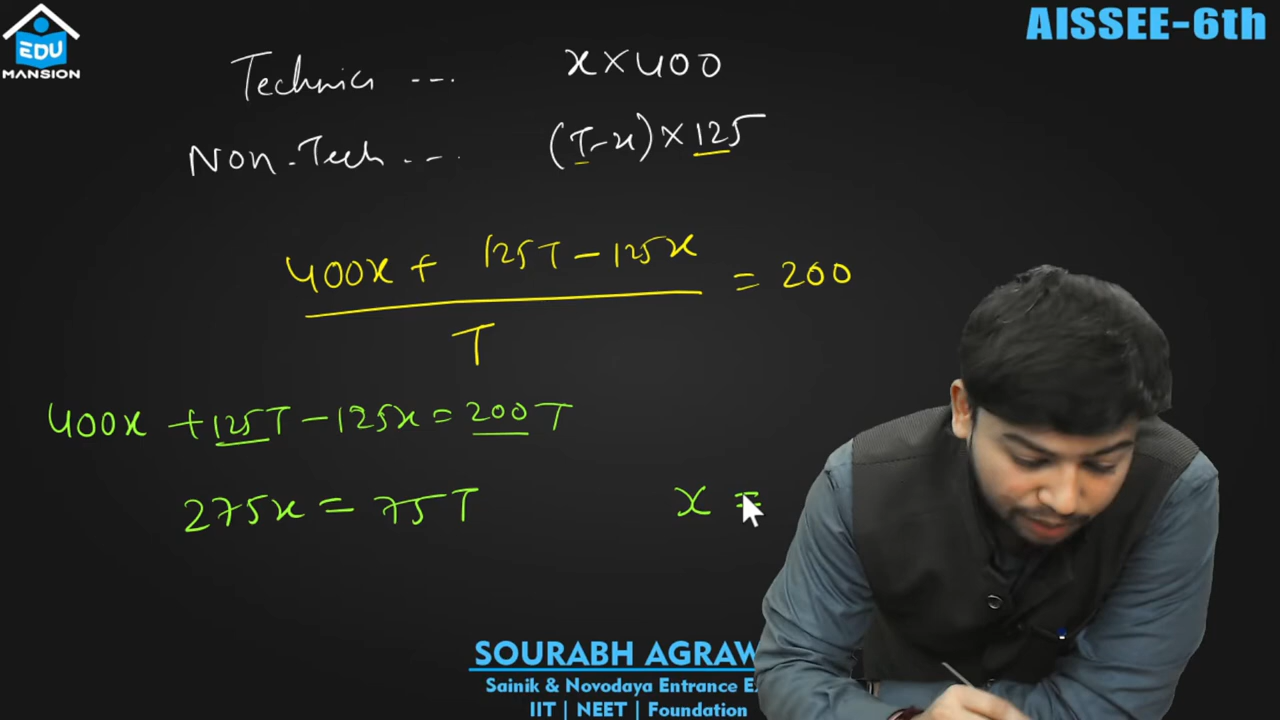 EDU
MANSION
AISSEE-6th
Technics ---- x×400
Non-Tech --- (T-x)×125
400x + 125T - 125x = 200
T
400x +125T -125x = 200T
275x = 75T x =
SOURABH AGRAW
Sainik & Novodaya Entrance E
IIT | NEET | Foundation